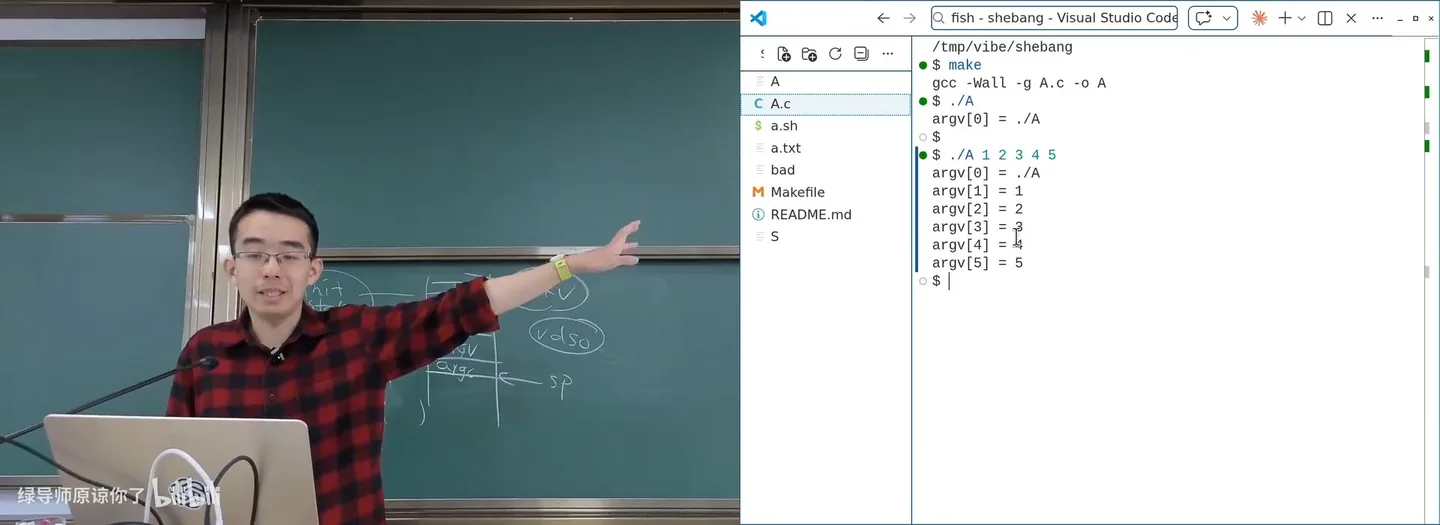 fish - shebang - Visual Studio Code
/tmp/vibe/shebang
$ make
gcc -Wall -g A.c -o A
$ ./A
argv[0] = ./A
$
$ ./A 1 2 3 4 5
argv[0] = ./A
argv[1] = 1
argv[2] = 2
argv[3] = 3
argv[4] = 4
argv[5] = 5
$
A
C A.c
$ a.sh
a.txt
bad
M Makefile
README.md
S
vdso
argc
sp
绿导师原谅你了 bilibili